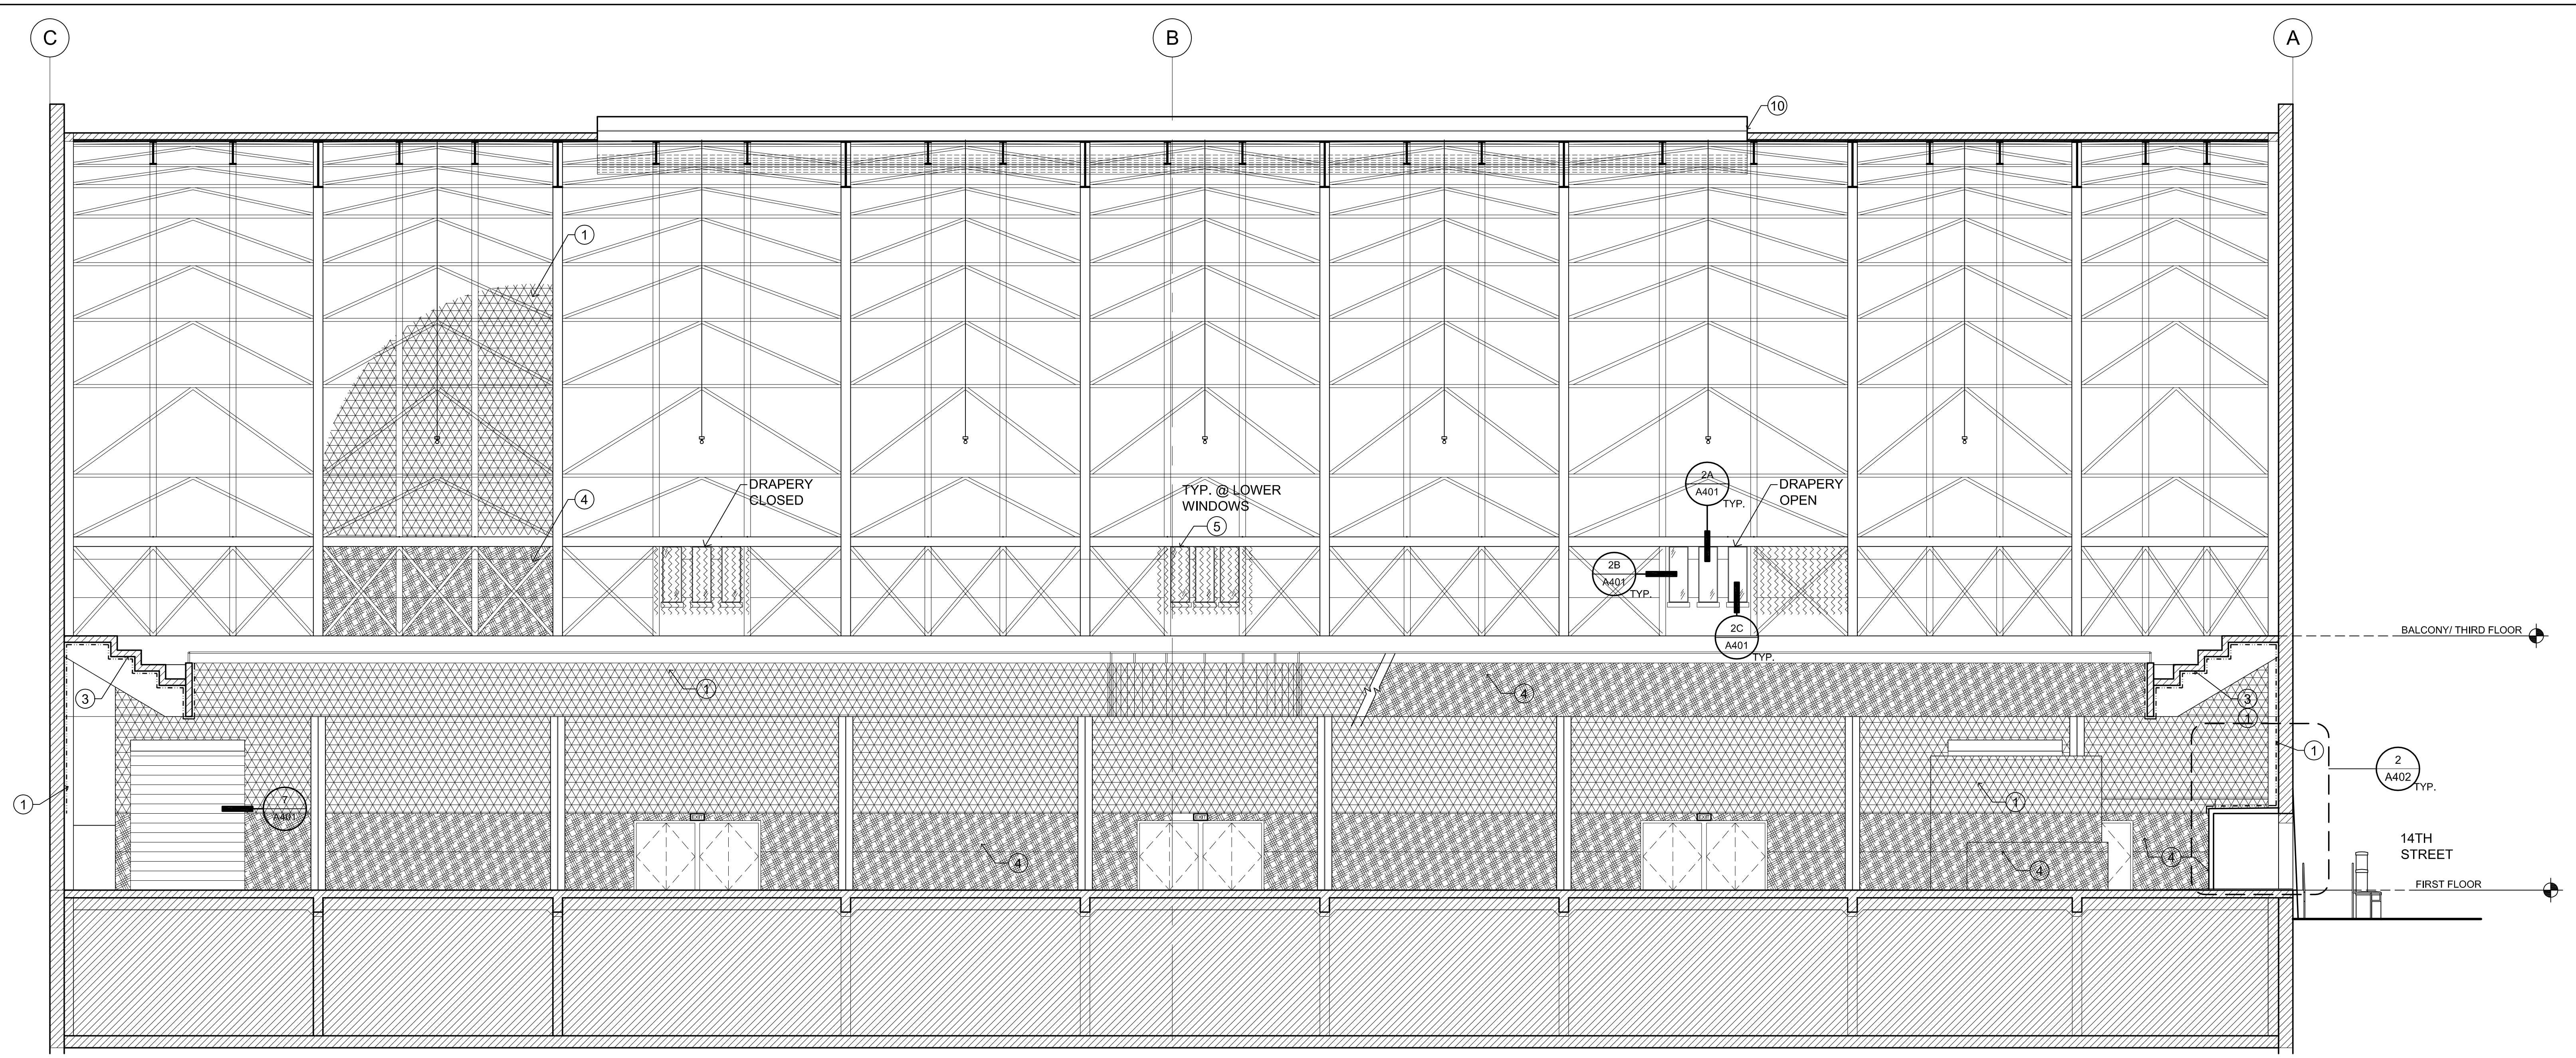 C
B
A
10
1
4
DRAPERY
CLOSED
TYP. @ LOWER
WINDOWS
5
2A
A401
TYP.
DRAPERY
OPEN
2B
A401
TYP.
2C
A401
TYP.
BALCONY/ THIRD FLOOR
3
1
4
3
1
1
2
A402
TYP.
1
7
A401
1
4
4
4
14TH
STREET
FIRST FLOOR